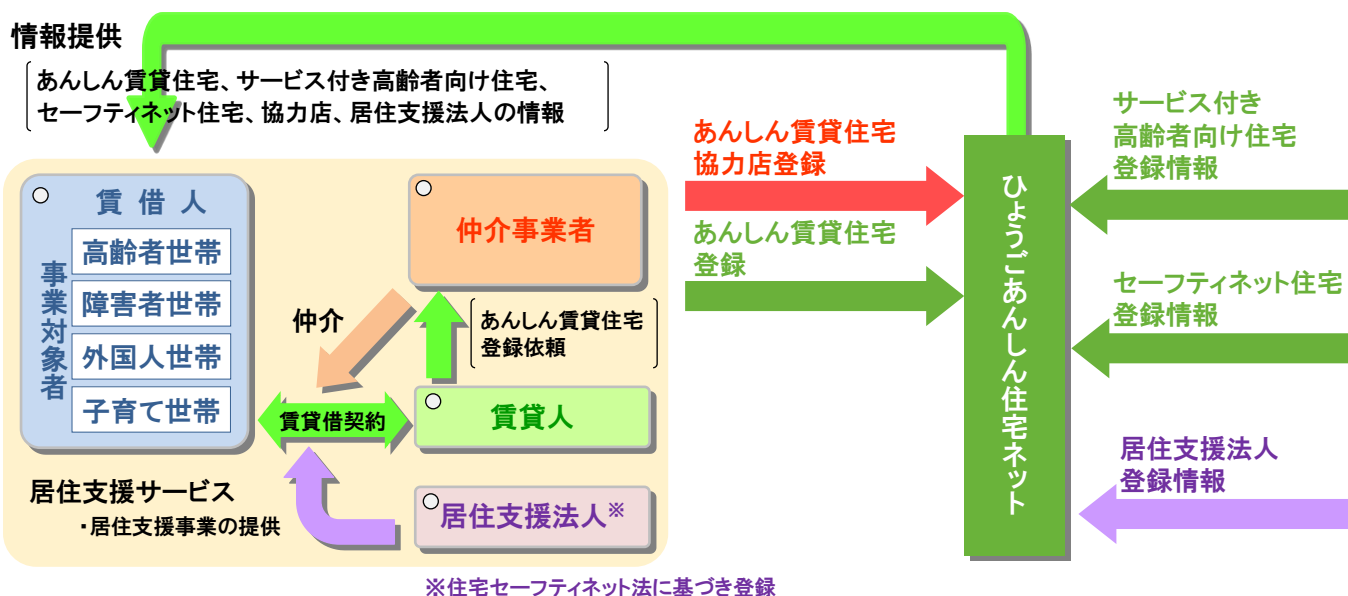 情報提供
あんしん賃貸住宅、サービス付き高齢者向け住宅、
セーフティネット住宅、協力店、居住支援法人の情報
賃借人
事業対象者
高齢者世帯
障害者世帯
外国人世帯
子育て世帯
仲介事業者
仲介
あんしん賃貸住宅
登録依頼
賃貸借契約
賃貸人
居住支援サービス
・居住支援事業の提供
居住支援法人※
※住宅セーフティネット法に基づき登録
あんしん賃貸住宅
協力店登録
あんしん賃貸住宅
登録
ひょうごあんしん住宅ネット
サービス付き
高齢者向け住宅
登録情報
セーフティネット住宅
登録情報
居住支援法人
登録情報